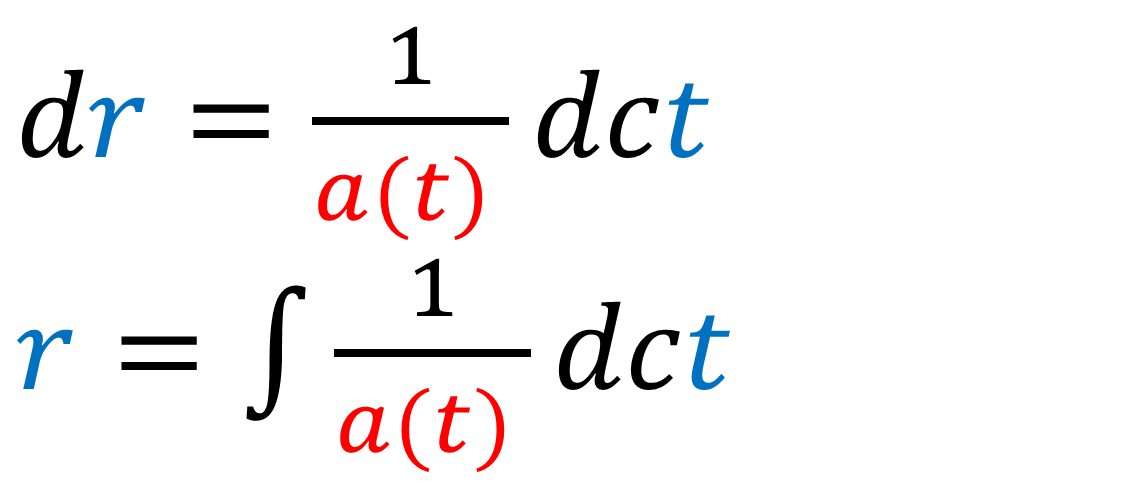 dr = 1/a(t) dct
r = ∫ 1/a(t) dct